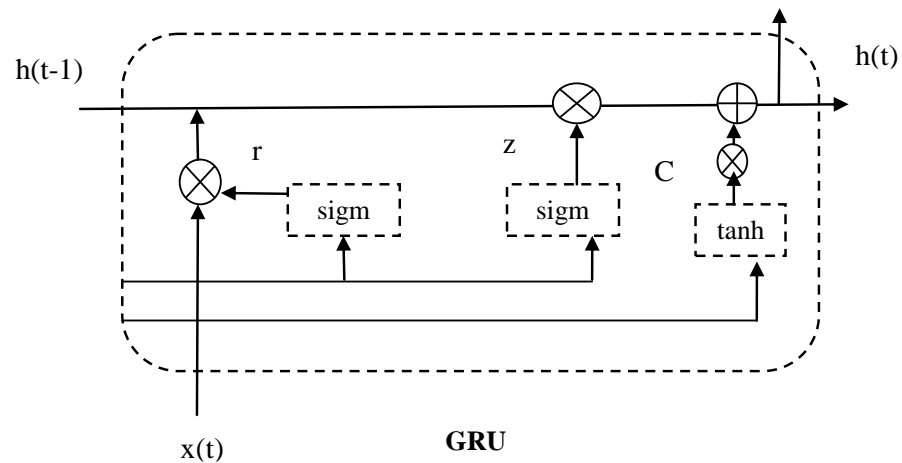 h(t-1)
h(t)
r
z
C
sigm
sigm
tanh
x(t)
GRU